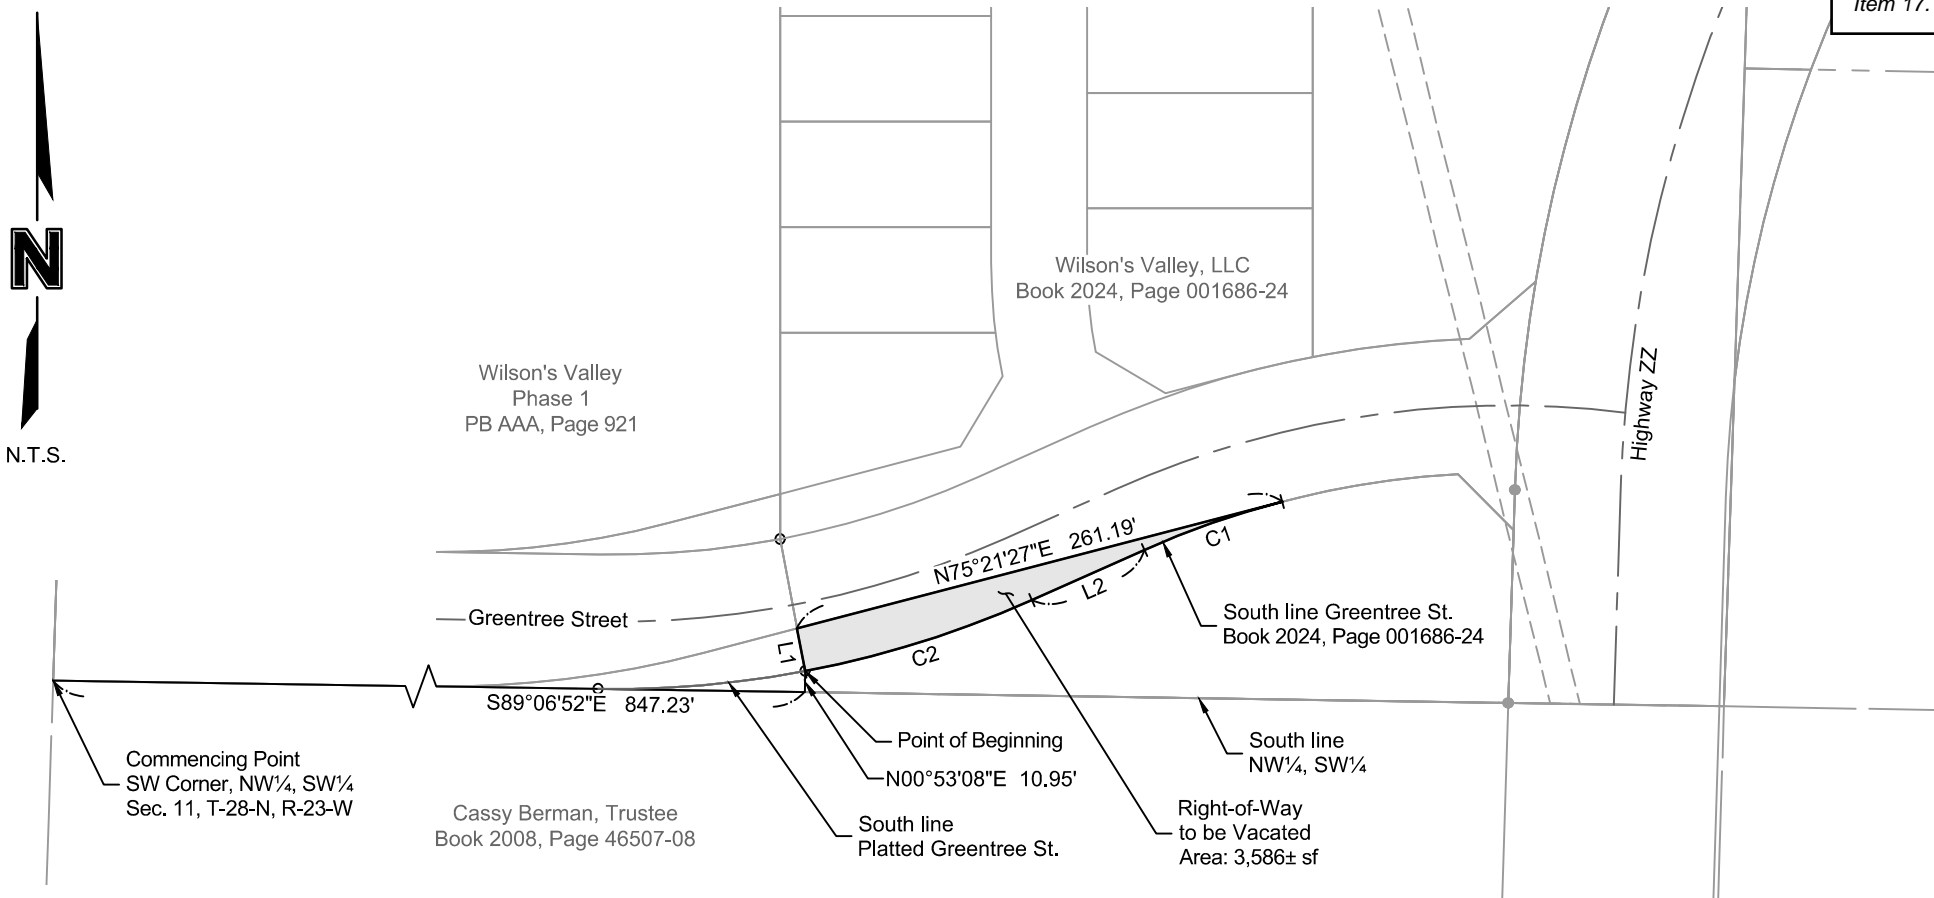 Item 17.
N
N.T.S.
Wilson's Valley, LLC
Book 2024, Page 001686-24
Wilson's Valley
Phase 1
PB AAA, Page 921
Highway ZZ
N75°21'27"E 261.19'
C1
L2
Greentree Street
L1
C2
South line Greentree St.
Book 2024, Page 001686-24
S89°06'52"E 847.23'
Commencing Point
SW Corner, NW¼, SW¼
Sec. 11, T-28-N, R-23-W
Point of Beginning
N00°53'08"E 10.95'
South line
NW¼, SW¼
Cassy Berman, Trustee
Book 2008, Page 46507-08
South line
Platted Greentree St.
Right-of-Way
to be Vacated
Area: 3,586± sf